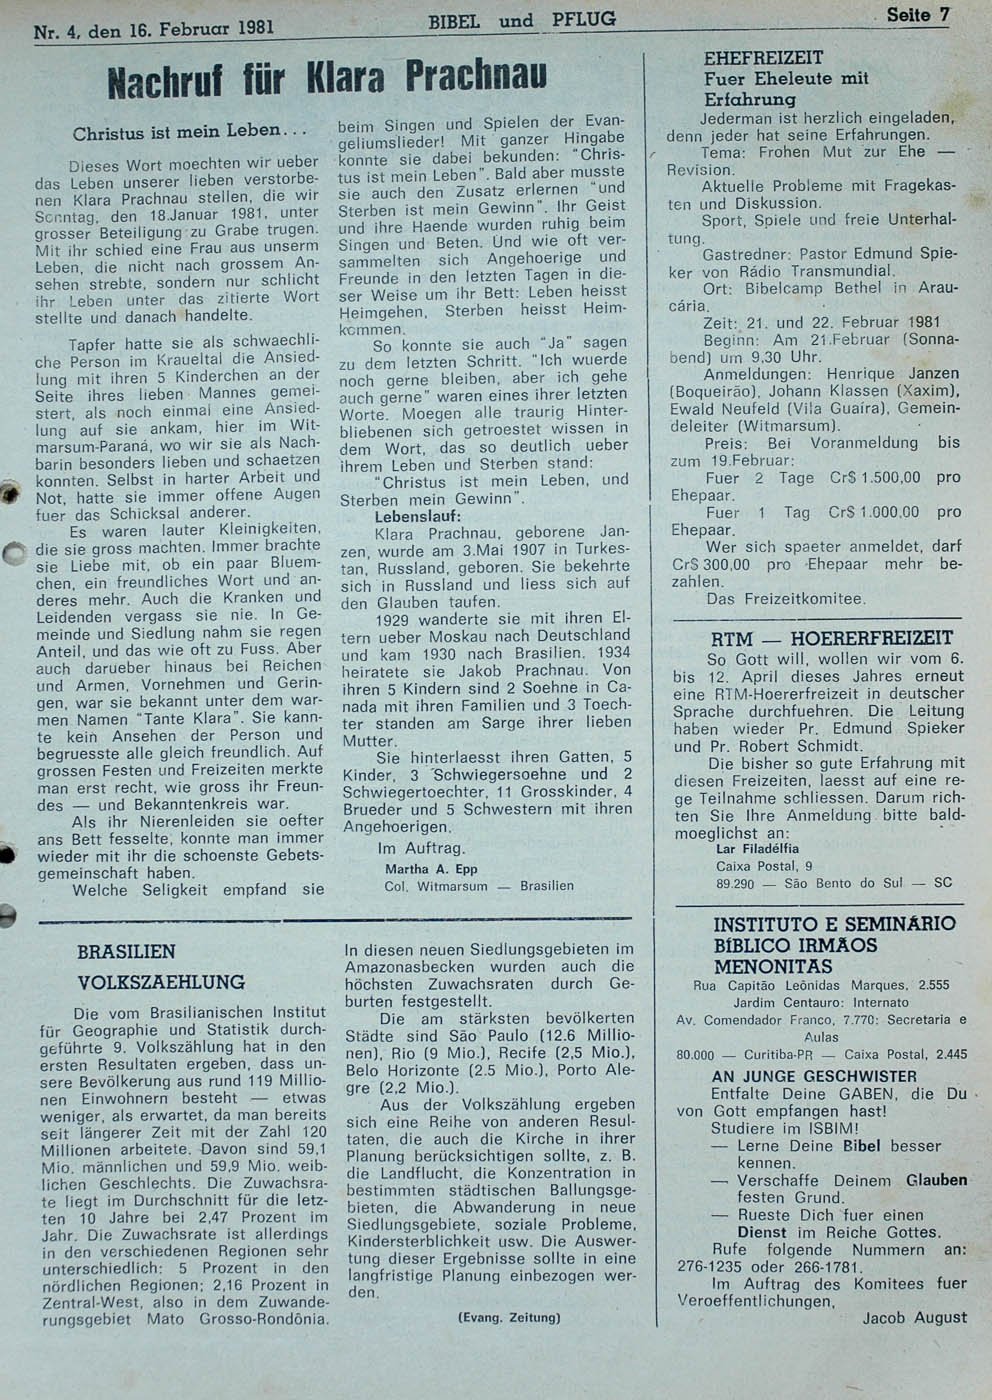 Nr. 4, den 16. Februar 1981
BIBEL und PFLUG
Seite 7
Nachruf für Klara Prachnau
Christus ist mein Leben...
Dieses Wort moechten wir ueber
das Leben unserer lieben verstorbe-
nen Klara Prachnau stellen, die wir
Sonntag, den 18.Januar 1981, unter
grosser Beteiligung zu Grabe trugen.
Mit ihr schied eine Frau aus unserm
Leben, die nicht nach grossem An-
sehen strebte, sondern nur schlicht
ihr Leben unter das zitierte Wort
stellte und danach handelte.
Tapfer hatte sie als schwaechli-
che Person im Kraueltal die Ansied-
lung mit ihren 5 Kinderchen an der
Seite ihres lieben Mannes gemei-
stert, als noch einmal eine Ansied-
lung auf sie ankam, hier im Wit-
marsum-Paraná, wo wir sie als Nach-
barin besonders lieben und schaetzen
konnten. Selbst in harter Arbeit und
Not, hatte sie immer offene Augen
fuer das Schicksal anderer.
Es waren lauter Kleinigkeiten,
die sie gross machten. Immer brachte
sie Liebe mit, ob ein paar Bluem-
chen, ein freundliches Wort und an-
deres mehr. Auch die Kranken und
Leidenden vergass sie nie. In Ge-
meinde und Siedlung nahm sie regen
Anteil, und das wie oft zu Fuss. Aber
auch darueber hinaus bei Reichen
und Armen, Vornehmen und Gerin-
gen, war sie bekannt unter dem war-
men Namen "Tante Klara". Sie kann-
te kein Ansehen der Person und
begruesste alle gleich freundlich. Auf
grossen Festen und Freizeiten merkte
man erst recht, wie gross ihr Freun-
des — und Bekanntenkreis war.
Als ihr Nierenleiden sie oefter
ans Bett fesselte, konnte man immer
wieder mit ihr die schoenste Gebets-
gemeinschaft haben.
Welche Seligkeit empfand sie
beim Singen und Spielen der Evan-
geliumslieder! Mit ganzer Hingabe
konnte sie dabei bekunden: "Chris-
tus ist mein Leben". Bald aber musste
sie auch den Zusatz erlernen "und
Sterben ist mein Gewinn". Ihr Geist
und ihre Haende wurden ruhig beim
Singen und Beten. Und wie oft ver-
sammelten sich Angehoerige und
Freunde in den letzten Tagen in die-
ser Weise um ihr Bett: Leben heisst
Heimgehen, Sterben heisst Heim-
kommen.
So konnte sie auch "Ja" sagen
zu dem letzten Schritt. "Ich wuerde
noch gerne bleiben, aber ich gehe
auch gerne" waren eines ihrer letzten
Worte. Moegen alle traurig Hinter-
bliebenen sich getroestet wissen in
dem Wort, das so deutlich ueber
ihrem Leben und Sterben stand:
"Christus ist mein Leben, und
Sterben mein Gewinn".
Lebenslauf:
Klara Prachnau, geborene Jan-
zen, wurde am 3.Mai 1907 in Turkes-
tan, Russland, geboren. Sie bekehrte
sich in Russland und liess sich auf
den Glauben taufen.
1929 wanderte sie mit ihren El-
tern ueber Moskau nach Deutschland
und kam 1930 nach Brasilien. 1934
heiratete sie Jakob Prachnau. Von
ihren 5 Kindern sind 2 Soehne in Ca-
nada mit ihren Familien und 3 Toech-
ter standen am Sarge ihrer lieben
Mutter.
Sie hinterlaesst ihren Gatten, 5
Kinder, 3 Schwiegersoehne und 2
Schwiegertoechter, 11 Grosskinder, 4
Brueder und 5 Schwestern mit ihren
Angehoerigen.
Im Auftrag.
Martha A. Epp
Col. Witmarsum — Brasilien
BRASILIEN
VOLKSZAEHLUNG
Die vom Brasilianischen Institut
für Geographie und Statistik durch-
geführte 9. Volkszählung hat in den
ersten Resultaten ergeben, dass un-
sere Bevölkerung aus rund 119 Millio-
nen Einwohnern besteht — etwas
weniger, als erwartet, da man bereits
seit längerer Zeit mit der Zahl 120
Millionen arbeitete. Davon sind 59,1
Mio. männlichen und 59,9 Mio. weib-
lichen Geschlechts. Die Zuwachsra-
te liegt im Durchschnitt für die letz-
ten 10 Jahre bei 2,47 Prozent im
Jahr. Die Zuwachsrate ist allerdings
in den verschiedenen Regionen sehr
unterschiedlich: 5 Prozent in den
nördlichen Regionen; 2,16 Prozent in
Zentral-West, also in dem Zuwande-
rungsgebiet Mato Grosso-Rondônia.
In diesen neuen Siedlungsgebieten im
Amazonasbecken wurden auch die
höchsten Zuwachsraten durch Ge-
burten festgestellt.
Die am stärksten bevölkerten
Städte sind São Paulo (12.6 Millio-
nen), Rio (9 Mio.), Recife (2,5 Mio.),
Belo Horizonte (2.5 Mio.), Porto Ale-
gre (2,2 Mio.).
Aus der Volkszählung ergeben
sich eine Reihe von anderen Resul-
taten, die auch die Kirche in ihrer
Planung berücksichtigen sollte, z. B.
die Landflucht, die Konzentration in
bestimmten städtischen Ballungsge-
bieten, die Abwanderung in neue
Siedlungsgebiete, soziale Probleme,
Kindersterblichkeit usw. Die Auswer-
tung dieser Ergebnisse sollte in eine
langfristige Planung einbezogen wer-
den.
(Evang. Zeitung)
EHEFREIZEIT
Fuer Eheleute mit
Erfahrung
Jederman ist herzlich eingeladen,
denn jeder hat seine Erfahrungen.
Tema: Frohen Mut zur Ehe —
Revision.
Aktuelle Probleme mit Fragekas-
ten und Diskussion.
Sport, Spiele und freie Unterhal-
tung.
Gastredner: Pastor Edmund Spie-
ker von Rádio Transmundial.
Ort: Bibelcamp Bethel in Arau-
cária.
Zeit: 21. und 22. Februar 1981
Beginn: Am 21.Februar (Sonna-
bend) um 9,30 Uhr.
Anmeldungen: Henrique Janzen
(Boqueirão), Johann Klassen (Xaxim),
Ewald Neufeld (Vila Guaíra), Gemein-
deleiter (Witmarsum).
Preis: Bei Voranmeldung bis
zum 19.Februar:
Fuer 2 Tage Cr$ 1.500,00 pro
Ehepaar.
Fuer 1 Tag Cr$ 1.000,00 pro
Ehepaar.
Wer sich spaeter anmeldet, darf
Cr$ 300,00 pro Ehepaar mehr be-
zahlen.
Das Freizeitkomitee.
RTM — HOERERFREIZEIT
So Gott will, wollen wir vom 6.
bis 12. April dieses Jahres erneut
eine RTM-Hoererfreizeit in deutscher
Sprache durchfuehren. Die Leitung
haben wieder Pr. Edmund Spieker
und Pr. Robert Schmidt.
Die bisher so gute Erfahrung mit
diesen Freizeiten, laesst auf eine re-
ge Teilnahme schliessen. Darum rich-
ten Sie Ihre Anmeldung bitte bald-
moeglichst an:
Lar Filadélfia
Caixa Postal, 9
89.290 — São Bento do Sul — SC
INSTITUTO E SEMINÁRIO
BÍBLICO IRMÃOS
MENONITAS
Rua Capitão Leônidas Marques, 2.555
Jardim Centauro: Internato
Av. Comendador Franco, 7.770: Secretaria e
Aulas
80.000 — Curitiba-PR — Caixa Postal, 2.445
AN JUNGE GESCHWISTER
Entfalte Deine GABEN, die Du
von Gott empfangen hast!
Studiere im ISBIM!
— Lerne Deine Bibel besser
kennen.
— Verschaffe Deinem Glauben
festen Grund.
— Rueste Dich fuer einen
Dienst im Reiche Gottes.
Rufe folgende Nummern an:
276-1235 oder 266-1781.
Im Auftrag des Komitees fuer
Veroeffentlichungen,
Jacob August